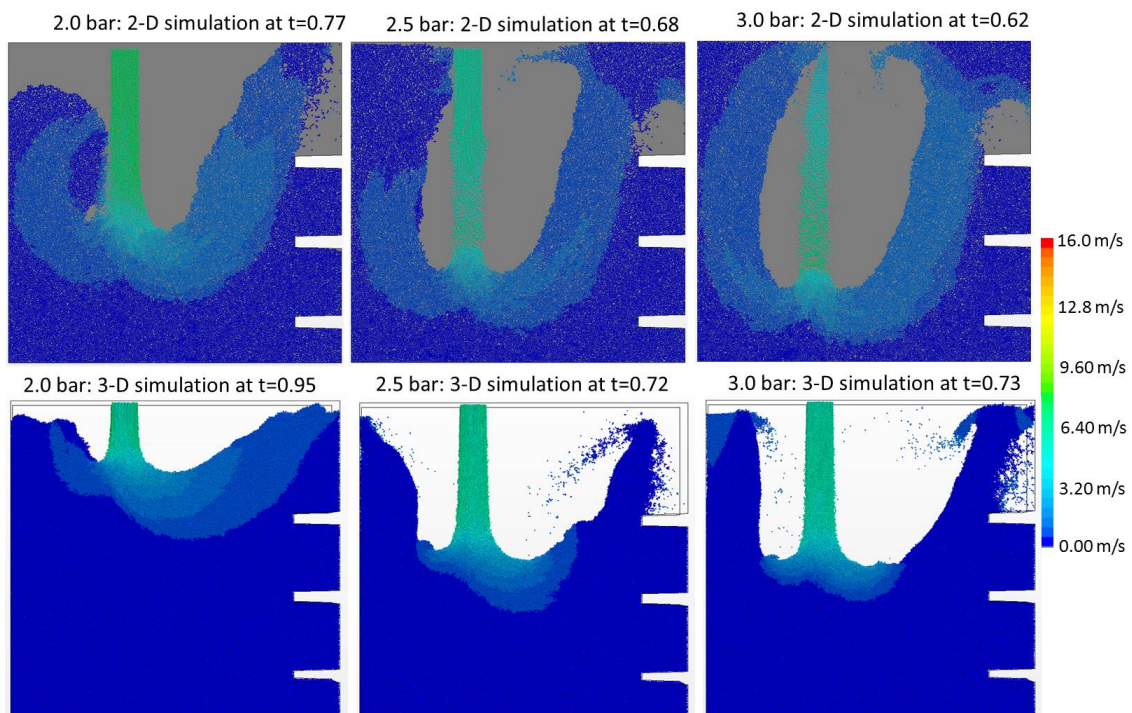 2.0 bar: 2-D simulation at t=0.77
2.5 bar: 2-D simulation at t=0.68
3.0 bar: 2-D simulation at t=0.62
2.0 bar: 3-D simulation at t=0.95
2.5 bar: 3-D simulation at t=0.72
3.0 bar: 3-D simulation at t=0.73
16.0 m/s
12.8 m/s
9.60 m/s
6.40 m/s
3.20 m/s
0.00 m/s